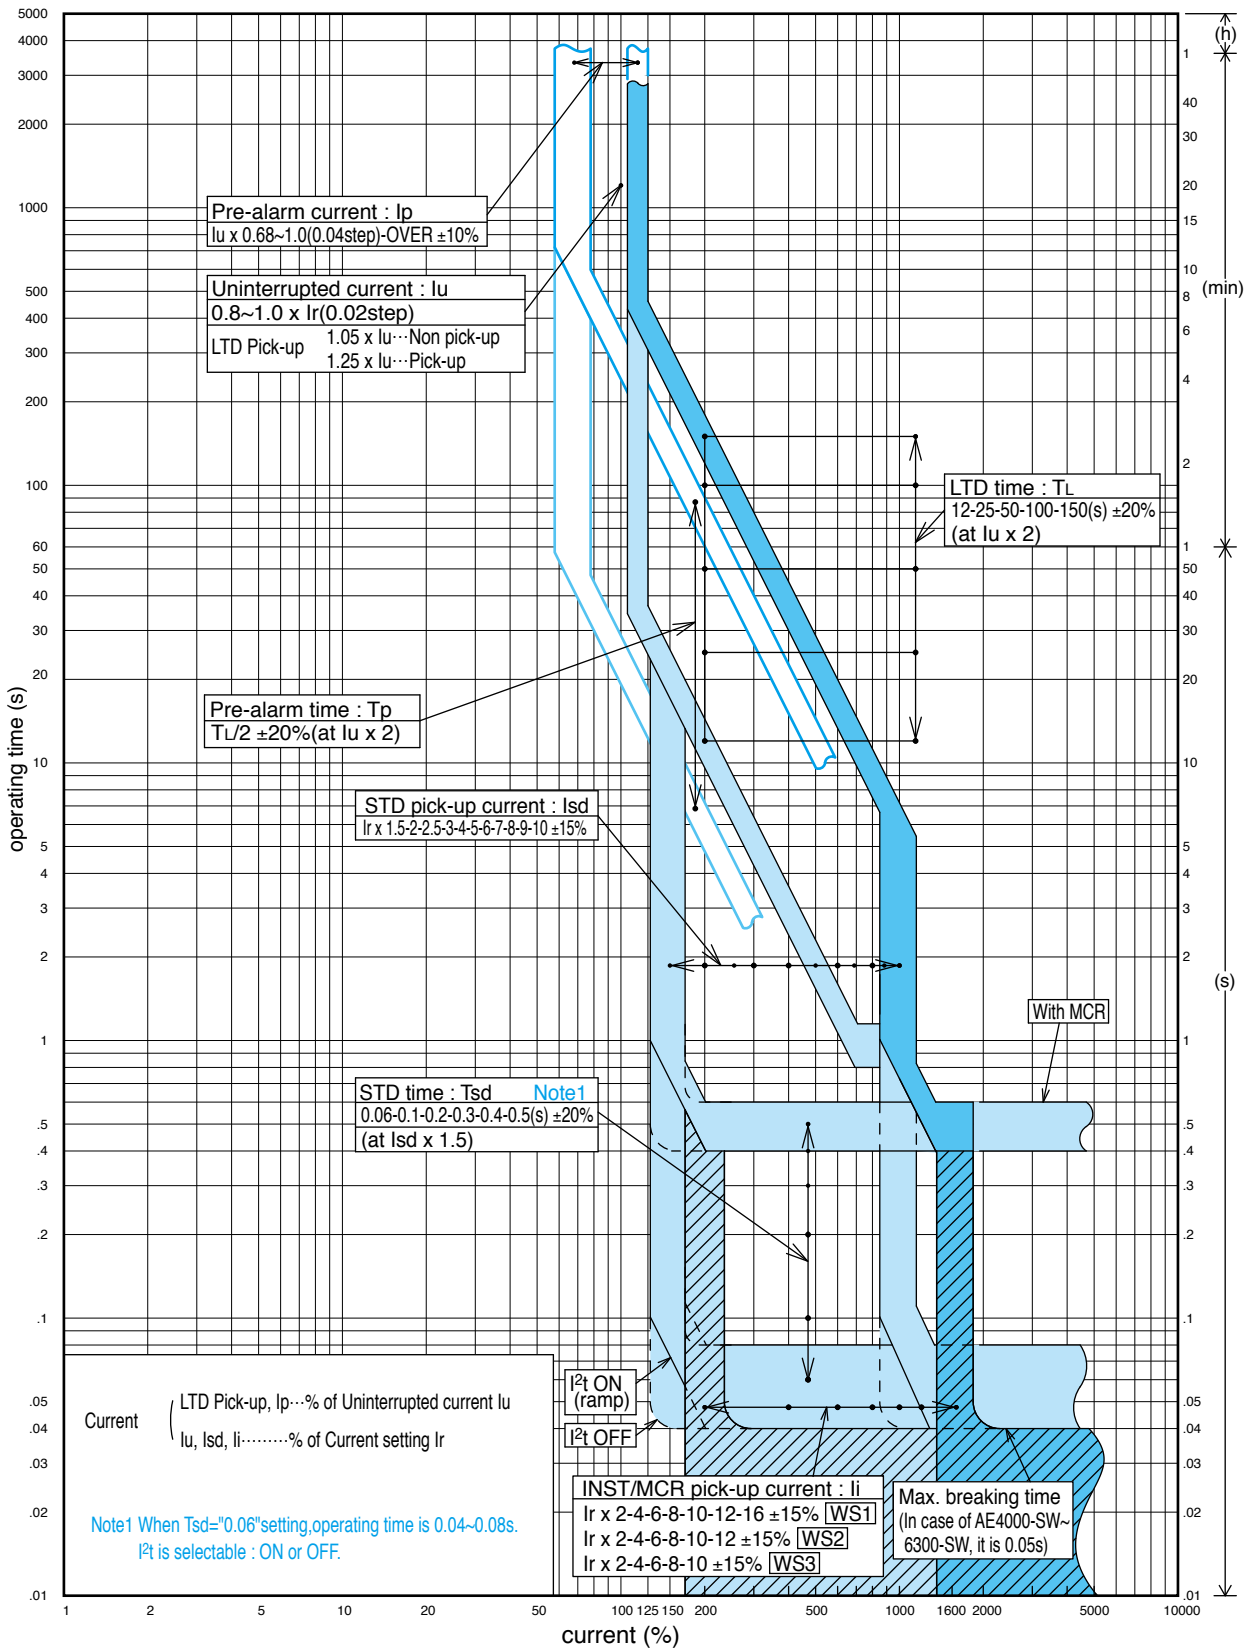 5000
4000
3000
2000
1000
500
400
300
200
100
60
50
40
30
20
10
5
4
3
2
1
.5
.4
.3
.2
.1
.05
.04
.03
.02
.01
operating time (s)
(h)
1
40
30
20
15
10
8
6
4
2
1
(min)
50
40
30
20
10
5
4
3
2
1
.5
.4
.3
.2
.1
.05
.04
.03
.02
.01
(s)
Pre-alarm current : Ip
Iu x 0.68~1.0(0.04step)-OVER ±10%
Uninterrupted current : Iu
0.8~1.0 x Ir(0.02step)
LTD Pick-up 1.05 x Iu···Non pick-up
1.25 x Iu···Pick-up
LTD time : TL
12-25-50-100-150(s) ±20%
(at Iu x 2)
Pre-alarm time : Tp
TL/2 ±20%(at Iu x 2)
STD pick-up current : Isd
Ir x 1.5-2-2.5-3-4-5-6-7-8-9-10 ±15%
With MCR
STD time : Tsd Note1
0.06-0.1-0.2-0.3-0.4-0.5(s) ±20%
(at Isd x 1.5)
I²t ON
(ramp)
I²t OFF
Current
LTD Pick-up, Ip···% of Uninterrupted current Iu
Iu, Isd, Ii·········% of Current setting Ir
Note1 When Tsd="0.06"setting,operating time is 0.04~0.08s.
I²t is selectable : ON or OFF.
INST/MCR pick-up current : Ii
Ir x 2-4-6-8-10-12-16 ±15% WS1
Ir x 2-4-6-8-10-12 ±15% WS2
Ir x 2-4-6-8-10 ±15% WS3
Max. breaking time
(In case of AE4000-SW~
6300-SW, it is 0.05s)
1 2 5 10 20 50 100 125 150 200 500 1000 1600 2000 5000 10000
current (%)